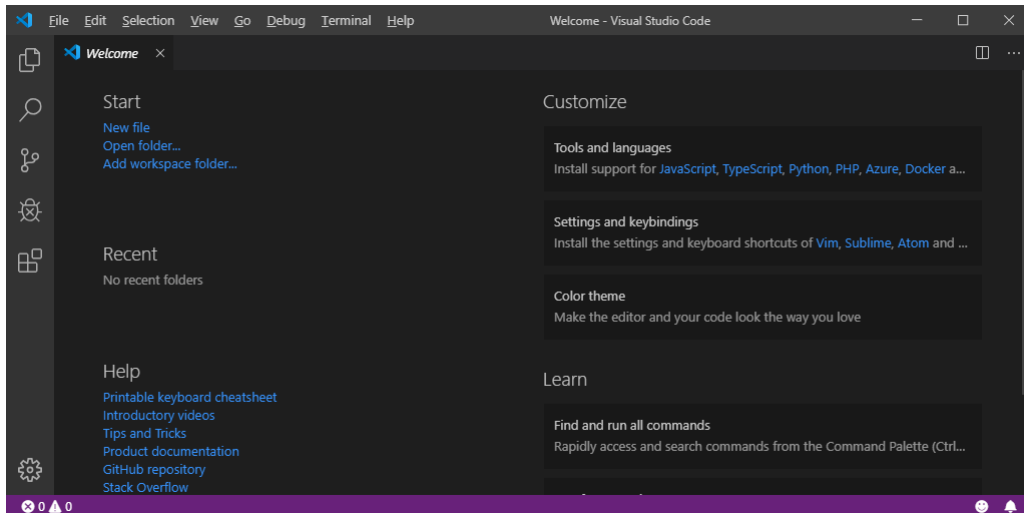 File Edit Selection View Go Debug Terminal Help Welcome - Visual Studio Code
Welcome
Start
New file
Open folder...
Add workspace folder...
Recent
No recent folders
Help
Printable keyboard cheatsheet
Introductory videos
Tips and Tricks
Product documentation
GitHub repository
Stack Overflow
Customize
Tools and languages
Install support for JavaScript, TypeScript, Python, PHP, Azure, Docker a...
Settings and keybindings
Install the settings and keyboard shortcuts of Vim, Sublime, Atom and ...
Color theme
Make the editor and your code look the way you love
Learn
Find and run all commands
Rapidly access and search commands from the Command Palette (Ctrl...
0 0